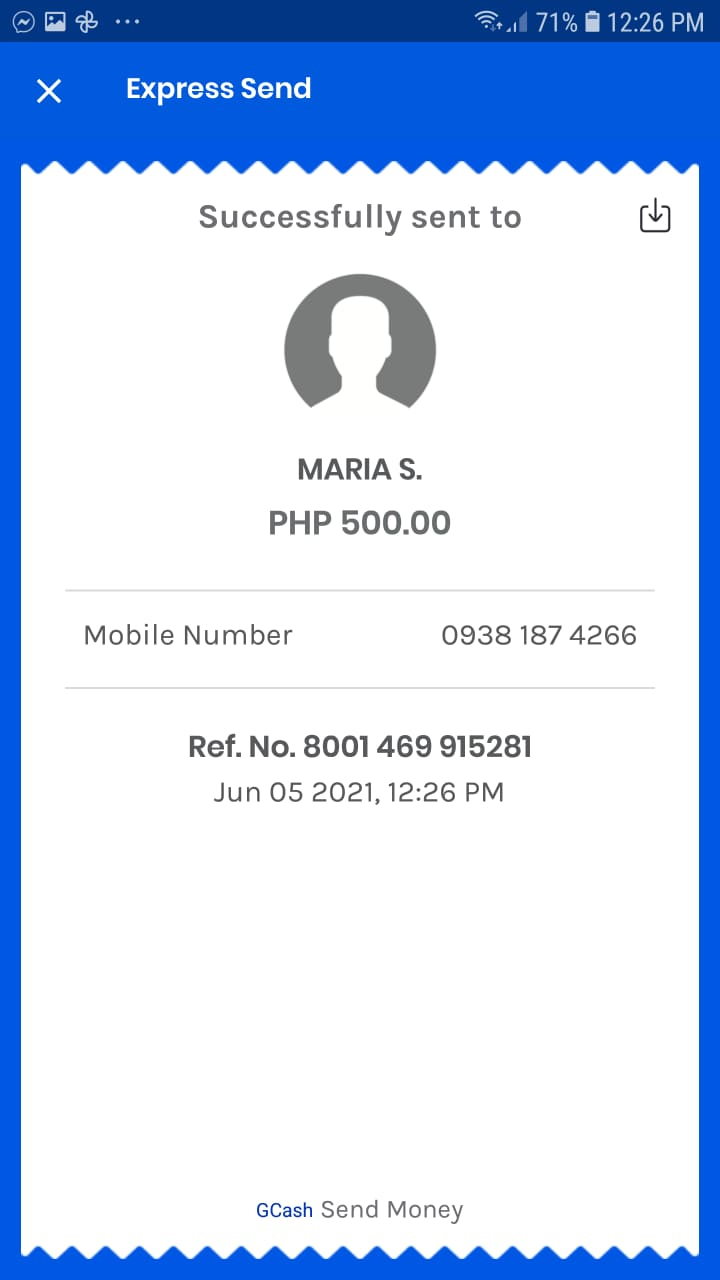 71% 12:26 PM
Express Send
Successfully sent to
MARIA S.
PHP 500.00
Mobile Number 0938 187 4266
Ref. No. 8001 469 915281
Jun 05 2021, 12:26 PM
GCash Send Money